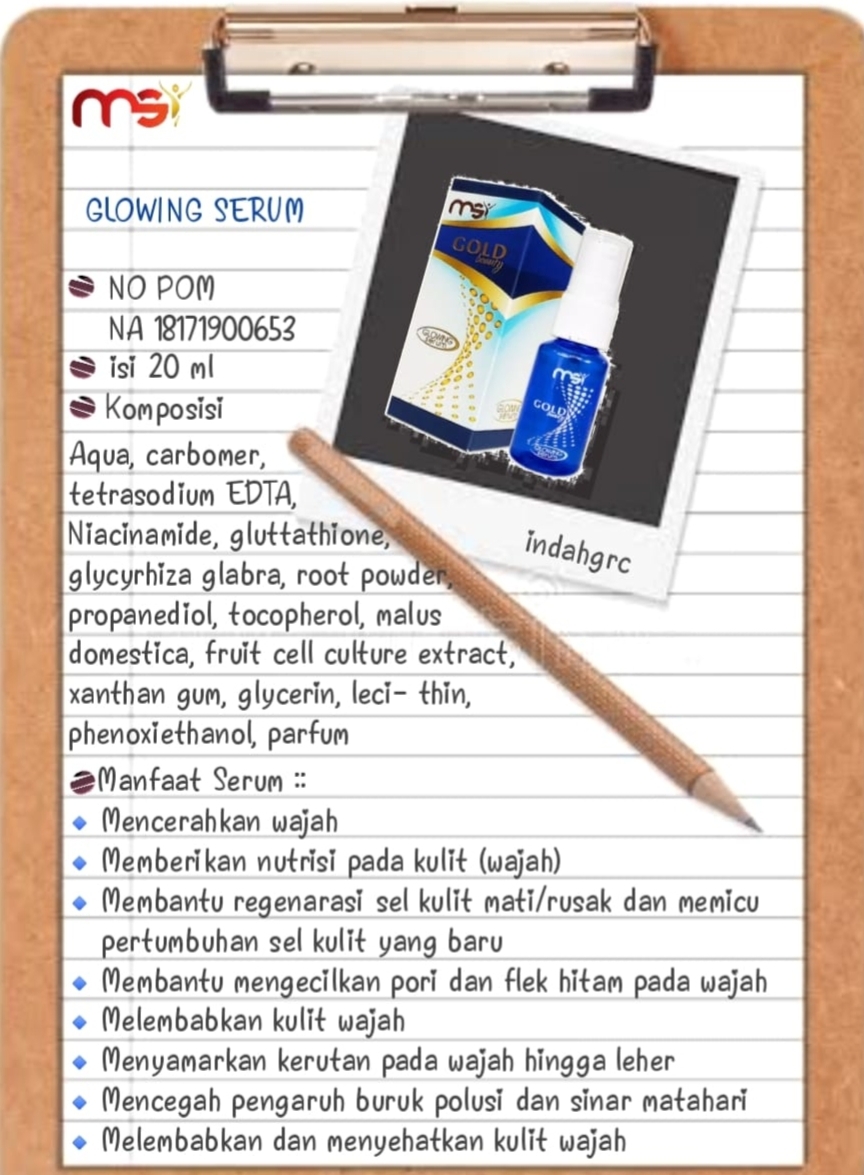 msi
GLOWING SERUM
NO POM
NA 18171900653
isi 20 ml
Komposisi
Aqua, carbomer,
tetrasodium EDTA,
Niacinamide, gluttathione,
glycyrhiza glabra, root powder,
propanediol, tocopherol, malus
domestica, fruit cell culture extract,
xanthan gum, glycerin, leci- thin,
phenoxiethanol, parfum
Manfaat Serum ::
Mencerahkan wajah
Memberikan nutrisi pada kulit (wajah)
Membantu regenarasi sel kulit mati/rusak dan memicu
pertumbuhan sel kulit yang baru
Membantu mengecilkan pori dan flek hitam pada wajah
Melembabkan kulit wajah
Menyamarkan kerutan pada wajah hingga leher
Mencegah pengaruh buruk polusi dan sinar matahari
Melembabkan dan menyehatkan kulit wajah
msi
GOLD
beauty
GLOWING
serum
msi
GOLD
indahgrc